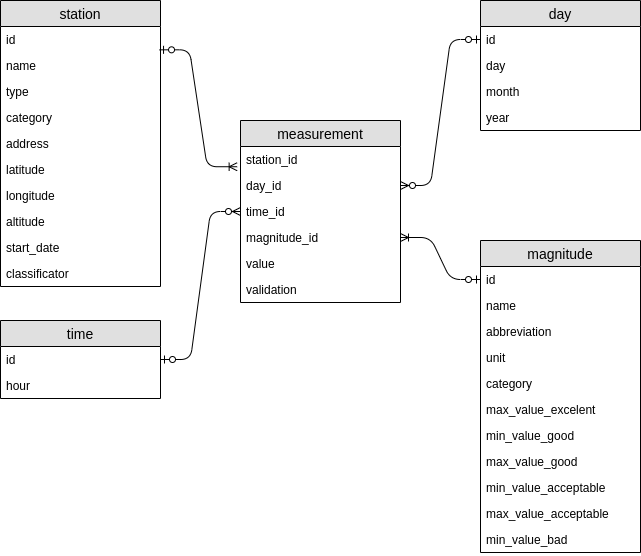 station
id
name
type
category
address
latitude
longitude
altitude
start_date
classificator
time
id
hour
measurement
station_id
day_id
time_id
magnitude_id
value
validation
day
id
day
month
year
magnitude
id
name
abbreviation
unit
category
max_value_excelent
min_value_good
max_value_good
min_value_acceptable
max_value_acceptable
min_value_bad